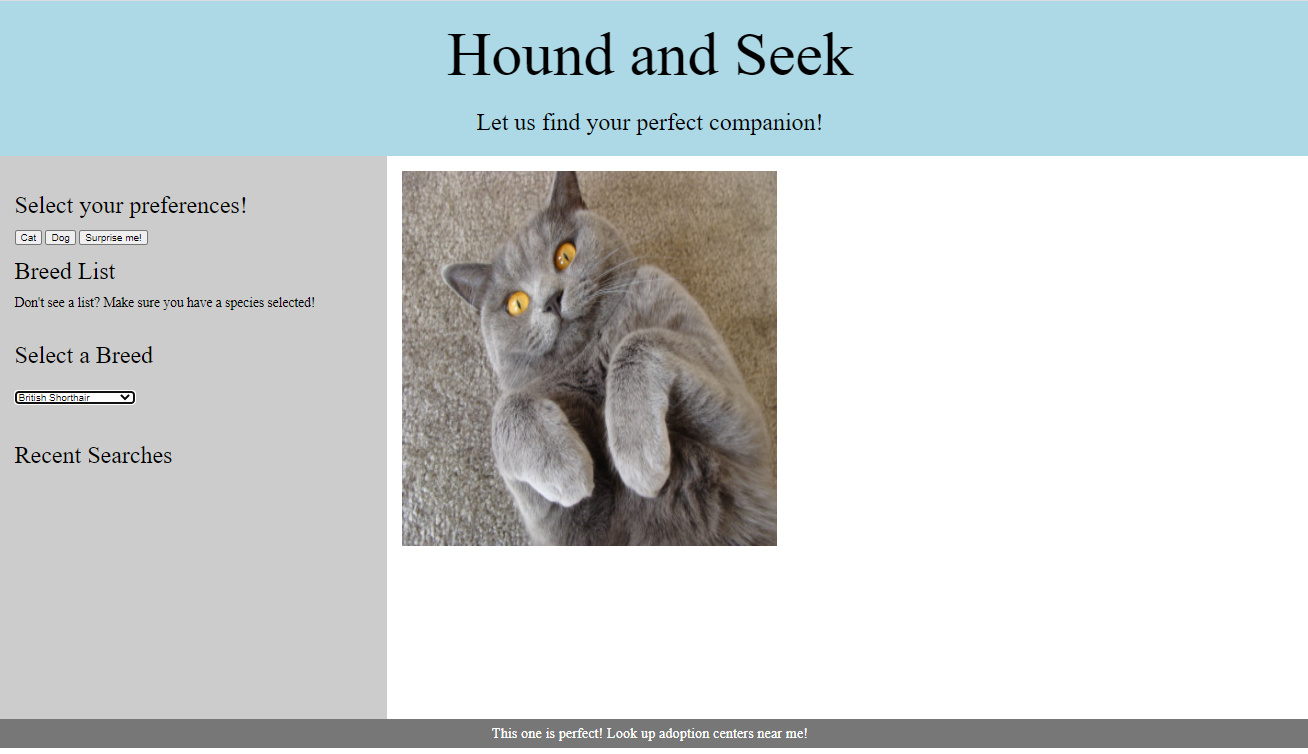 Hound and Seek
Let us find your perfect companion!
Select your preferences!
Cat Dog Surprise me!
Breed List
Don't see a list? Make sure you have a species selected!
Select a Breed
British Shorthair
Recent Searches
This one is perfect! Look up adoption centers near me!